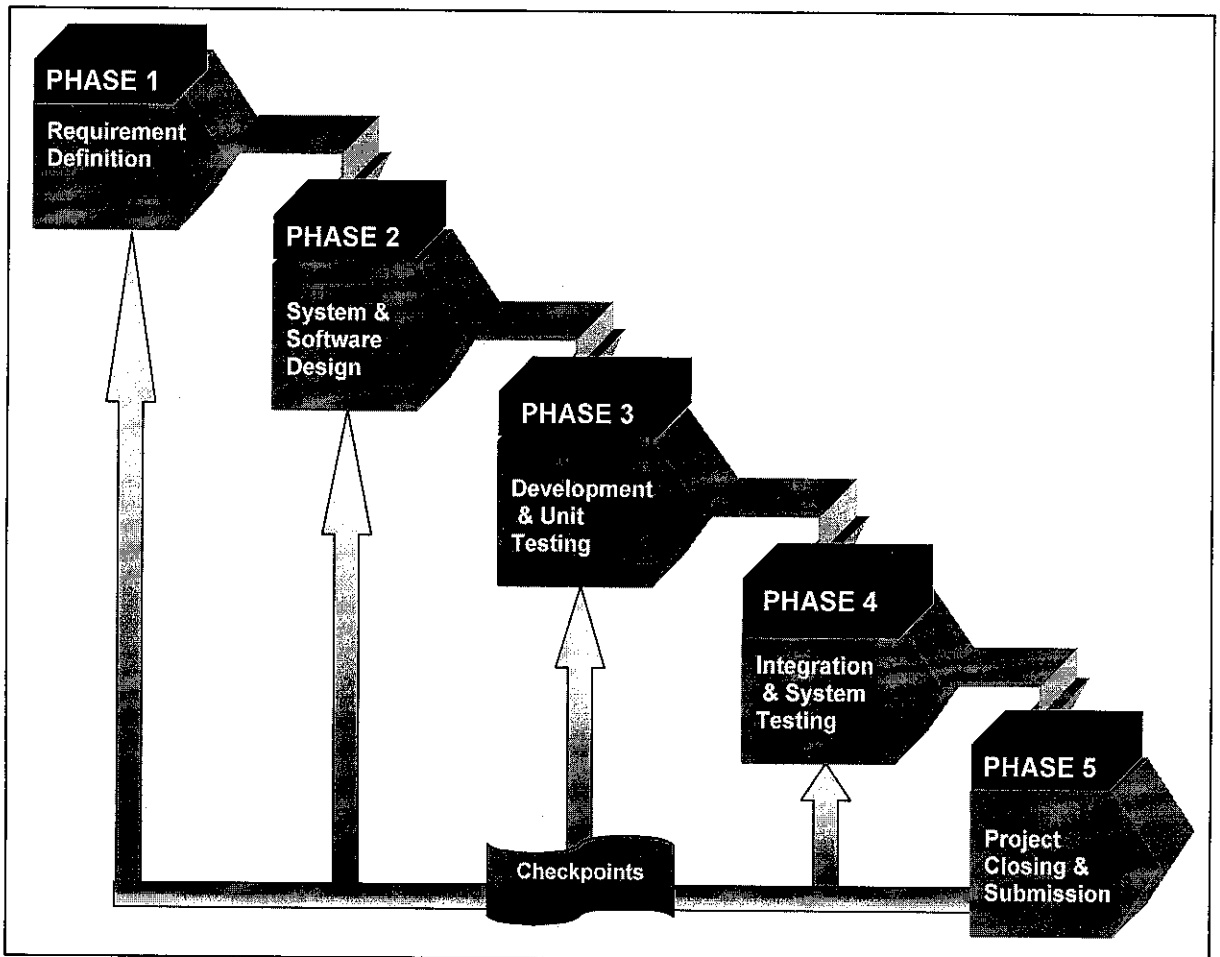 PHASE 1
Requirement
Definition
PHASE 2
System &
Software
Design
PHASE 3
Development
& Unit
Testing
PHASE 4
Integration
& System
Testing
PHASE 5
Project
Closing &
Submission
Checkpoints